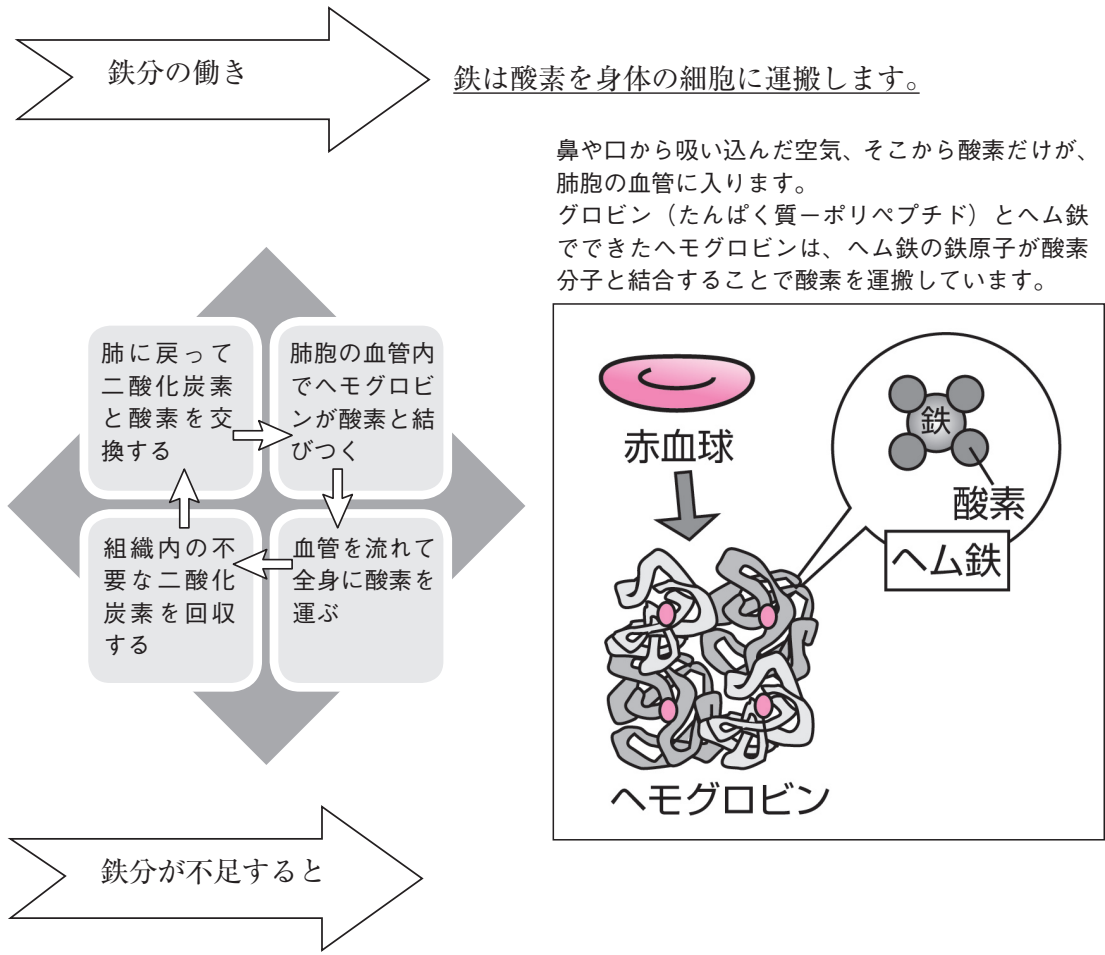 鉄分の働き
鉄は酸素を身体の細胞に運搬します。
鼻や口から吸い込んだ空気、そこから酸素だけが、
肺胞の血管に入ります。
グロビン（たんぱく質－ポリペプチド）とヘム鉄
でできたヘモグロビンは、ヘム鉄の鉄原子が酸素
分子と結合することで酸素を運搬しています。
肺に戻って
二酸化炭素
と酸素を交
換する
肺胞の血管内
でヘモグロビ
ンが酸素と結
びつく
組織内の不
要な二酸化
炭素を回収
する
血管を流れて
全身に酸素を
運ぶ
赤血球
鉄
酸素
ヘム鉄
ヘモグロビン
鉄分が不足すると